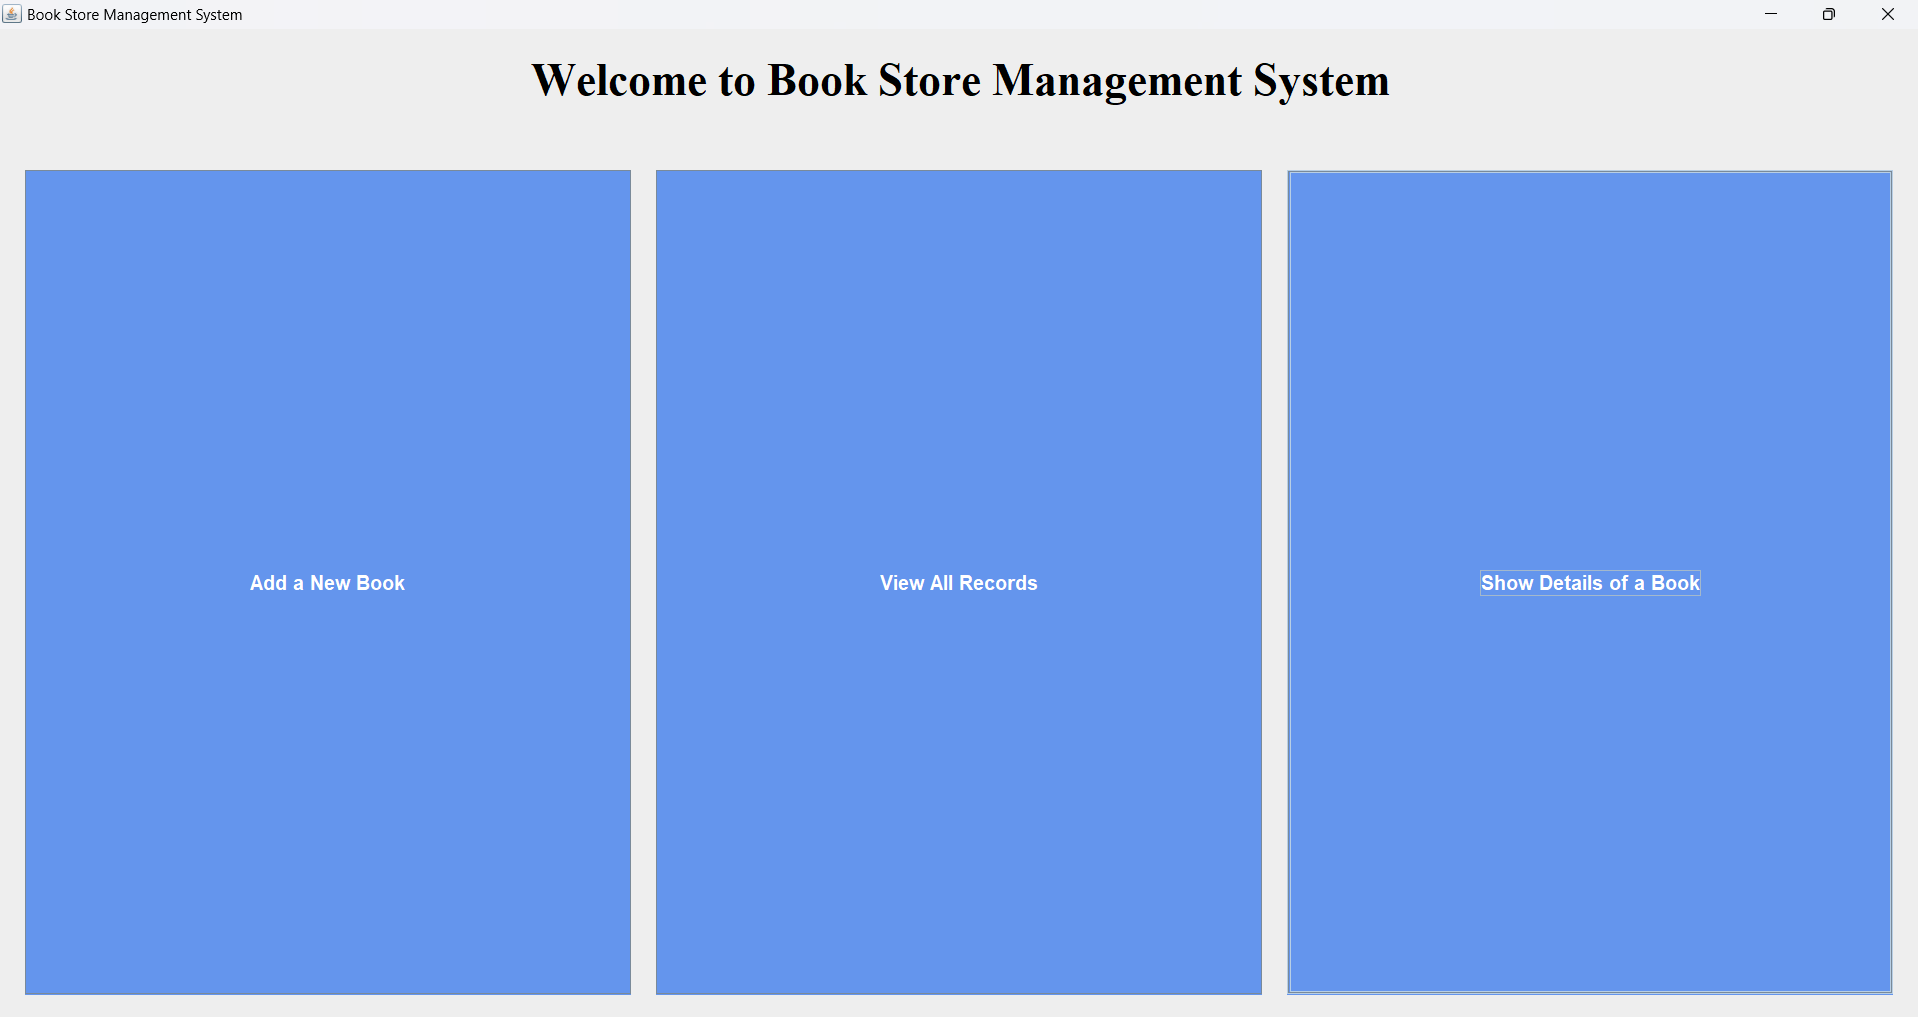 Book Store Management System
Welcome to Book Store Management System
Add a New Book
View All Records
Show Details of a Book